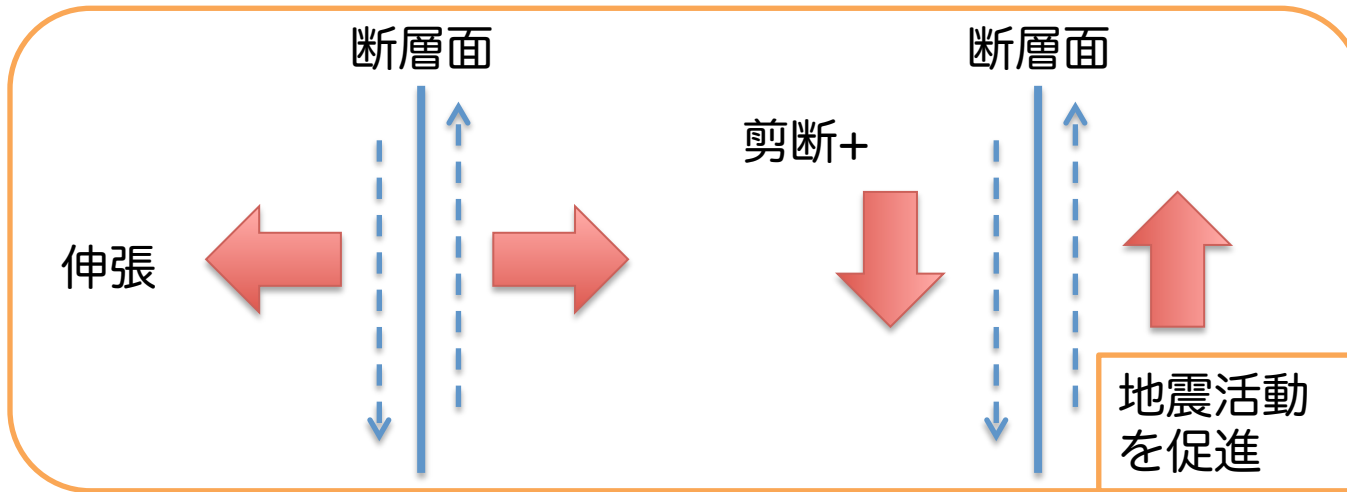 断層面
断層面
剪断+
伸張
地震活動
を促進